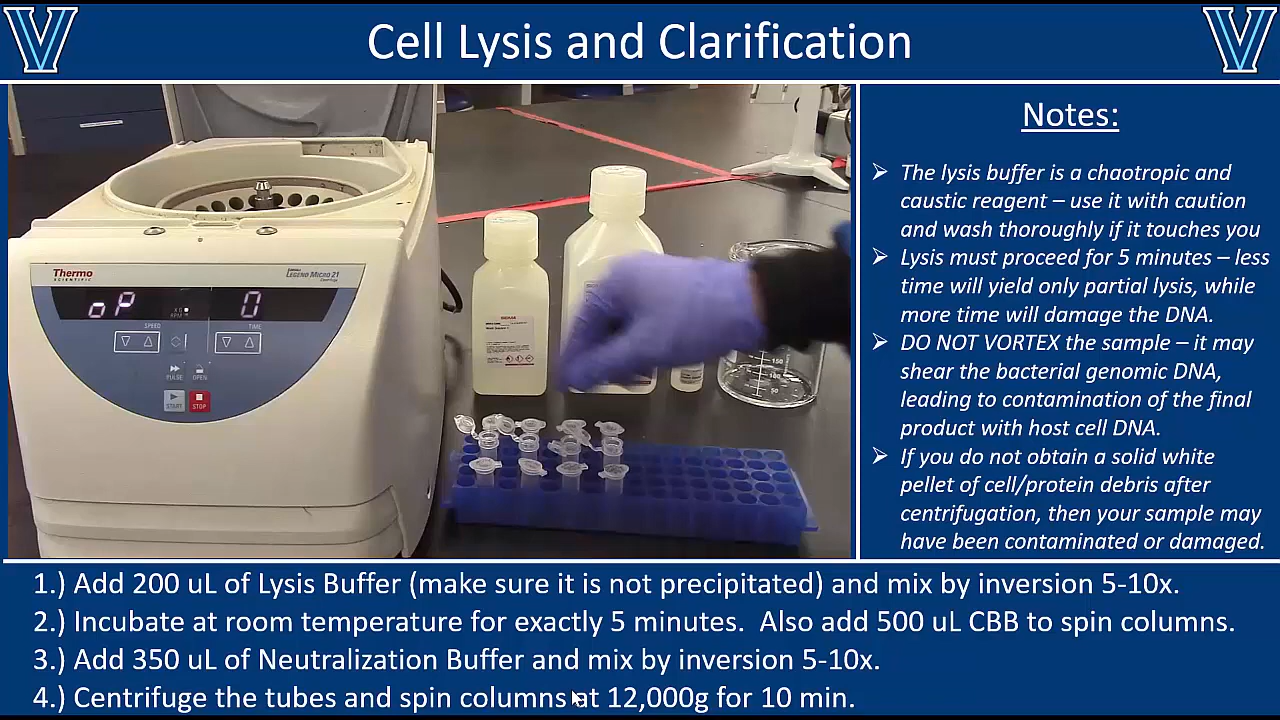 Cell Lysis and Clarification
Thermo
SCIENTIFIC
LEGEND MICRO 21
oP
0
SPEED
TIME
PULSE
OPEN
START
STOP
150
100
50
Notes:
➢ The lysis buffer is a chaotropic and
caustic reagent – use it with caution
and wash thoroughly if it touches you
➢ Lysis must proceed for 5 minutes – less
time will yield only partial lysis, while
more time will damage the DNA.
➢ DO NOT VORTEX the sample – it may
shear the bacterial genomic DNA,
leading to contamination of the final
product with host cell DNA.
➢ If you do not obtain a solid white
pellet of cell/protein debris after
centrifugation, then your sample may
have been contaminated or damaged.
1.) Add 200 uL of Lysis Buffer (make sure it is not precipitated) and mix by inversion 5-10x.
2.) Incubate at room temperature for exactly 5 minutes.  Also add 500 uL CBB to spin columns.
3.) Add 350 uL of Neutralization Buffer and mix by inversion 5-10x.
4.) Centrifuge the tubes and spin columns at 12,000g for 10 min.